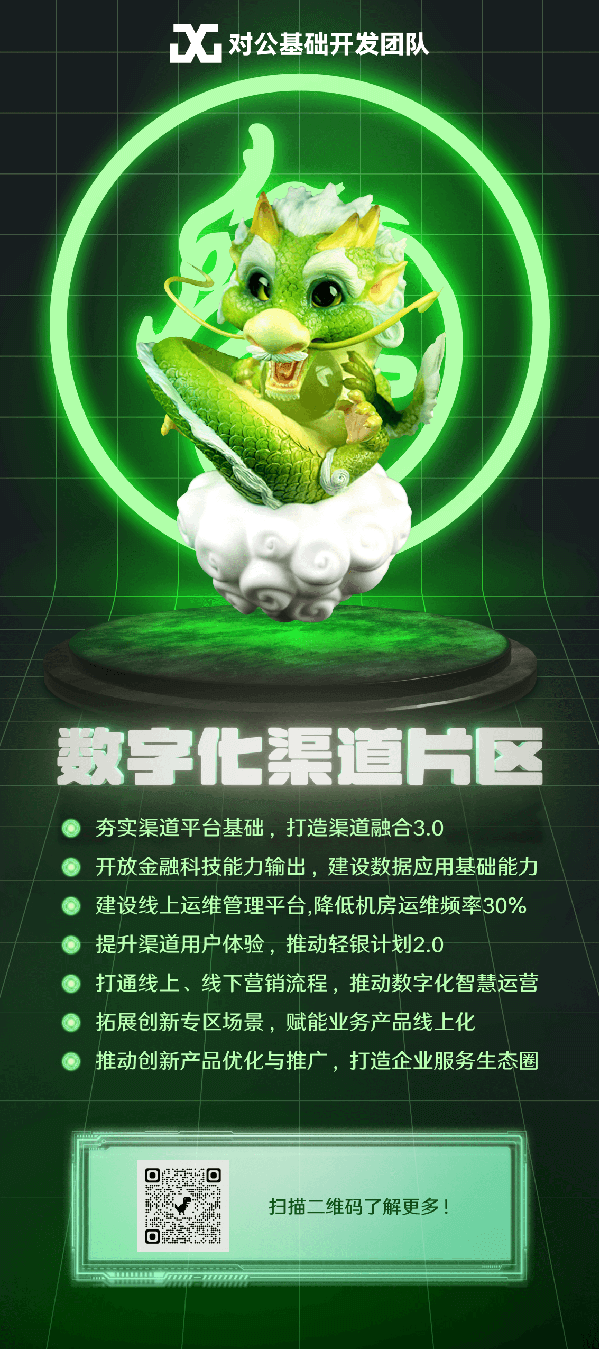 对公基础开发团队
数字化渠道片区
夯实渠道平台基础，打造渠道融合3.0
开放金融科技能力输出，建设数据应用基础能力
建设线上运维管理平台,降低机房运维频率30%
提升渠道用户体验，推动轻银计划2.0
打通线上、线下营销流程，推动数字化智慧运营
拓展创新专区场景，赋能业务产品线上化
推动创新产品优化与推广，打造企业服务生态圈
扫描二维码了解更多！